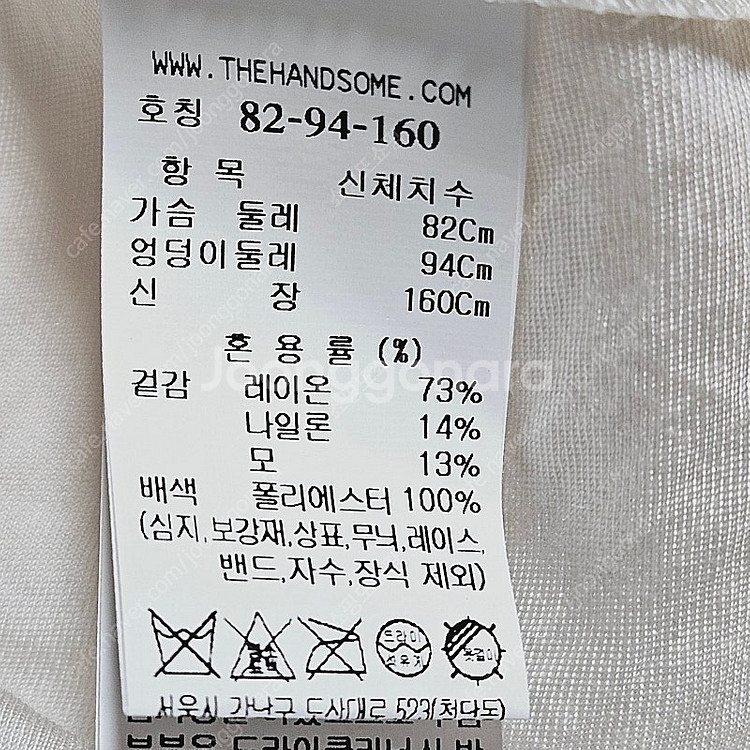 WWW.THEHANDSOME.COM
호칭 82-94-160
항 목 신체치수
가슴 둘레 82Cm
엉덩이둘레 94Cm
신 장 160Cm
혼 용 률 (%)
Joonggonara
겉감 레이온 73%
나일론 14%
모 13%
배색 폴리에스터 100%
(심지,보강재,상표,무늬,레이스,
밴드,자수,장식 제외)
드라이
석유계
옷걸이
서울시 강남구 도산대로 523(청담동)